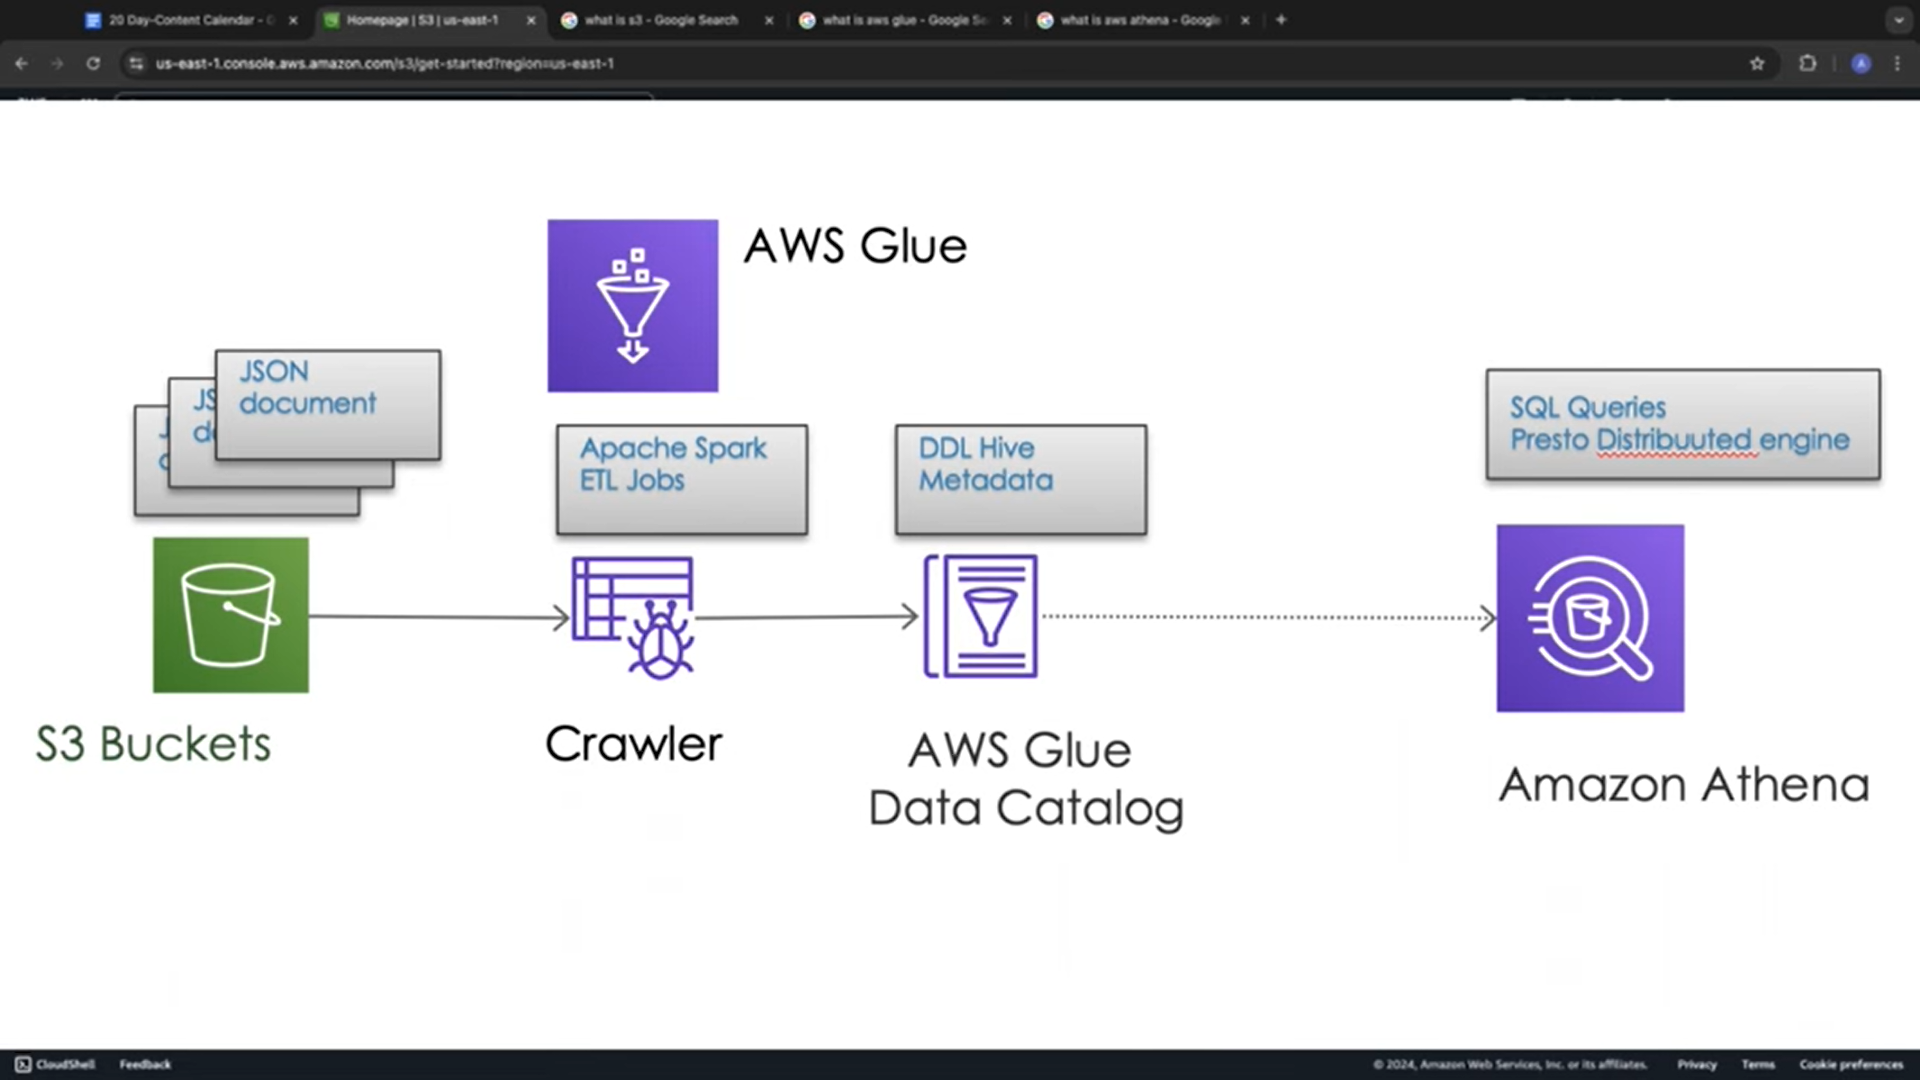 20 Day-Content Calendar - G
Homepage | S3 | us-east-1
what is s3 - Google Search
what is aws glue - Google Se
what is aws athena - Google
us-east-1.console.aws.amazon.com/s3/get-started?region=us-east-1
AWS Glue
JSON
document
JS
d
J
Apache Spark
ETL Jobs
DDL Hive
Metadata
SQL Queries
Presto Distribuuted engine
S3 Buckets
Crawler
AWS Glue
Data Catalog
Amazon Athena
CloudShell
Feedback
© 2024, Amazon Web Services, Inc. or its affiliates.
Privacy
Terms
Cookie preferences